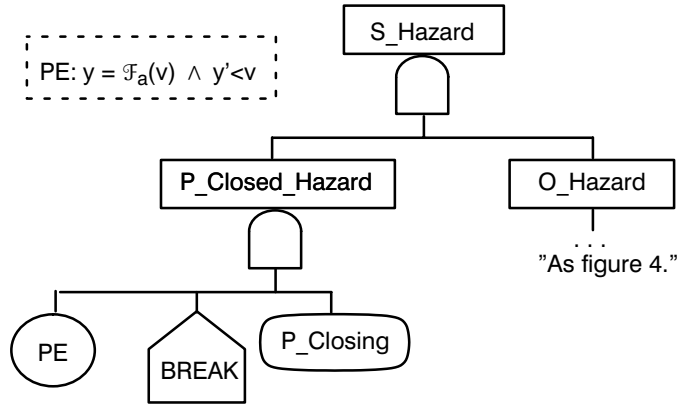 S_Hazard
PE: y = ℱa(v) ∧ y'<v
P_Closed_Hazard
O_Hazard
. . .
”As figure 4.”
PE
BREAK
P_Closing